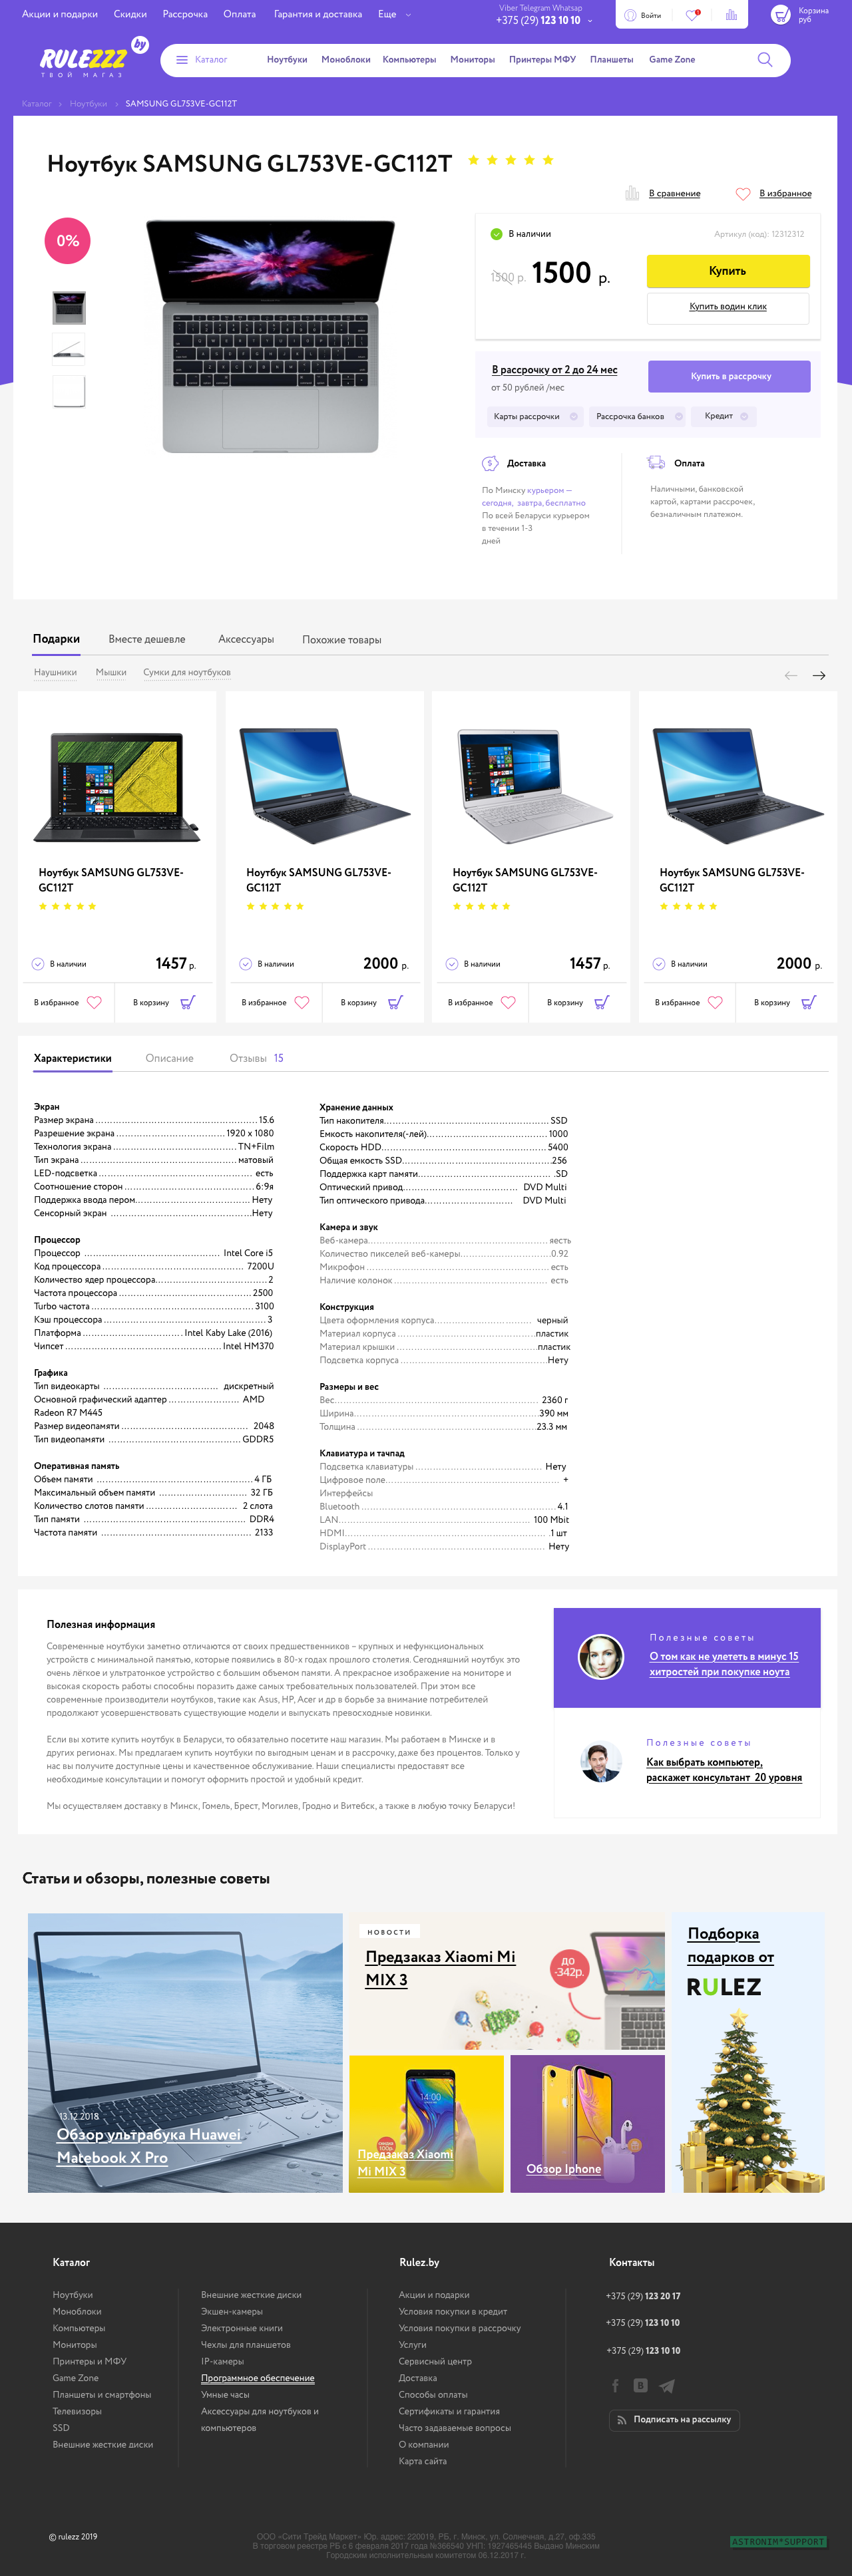 Акции и подарки Скидки Рассрочка Оплата Гарантия и доставка Еще
Viber Telegram Whatsap
+375 (29) 123 10 10
Войти
1
Корзина
руб
RULEZZZ by
ТВОЙ МАГАЗ
Каталог Ноутбуки Моноблоки Компьютеры Мониторы Принтеры МФУ Планшеты Game Zone
Каталог > Ноутбуки > SAMSUNG GL753VE-GC112T
Ноутбук SAMSUNG GL753VE-GC112T
В сравнение В избранное
0%
В наличии Артикул (код): 12312312
1500 р. 1500 р.
Купить
Купить водин клик
В рассрочку от 2 до 24 мес
от 50 рублей /мес
Купить в рассрочку
Карты рассрочки Рассрочка банков Кредит
Доставка
По Минску курьером —
сегодня, завтра, бесплатно
По всей Беларуси курьером
в течении 1-3
дней
Оплата
Наличными, банковской
картой, картами рассрочек,
безналичным платежом.
Подарки Вместе дешевле Аксессуары Похожие товары
Наушники Мышки Сумки для ноутбуков
Ноутбук SAMSUNG GL753VE-
GC112T
В наличии 1457 р.
В избранное В корзину
Ноутбук SAMSUNG GL753VE-
GC112T
В наличии 2000 р.
В избранное В корзину
Ноутбук SAMSUNG GL753VE-
GC112T
В наличии 1457 р.
В избранное В корзину
Ноутбук SAMSUNG GL753VE-
GC112T
В наличии 2000 р.
В избранное В корзину
Характеристики Описание Отзывы 15
Экран
Размер экрана 15.6
Разрешение экрана 1920 x 1080
Технология экрана TN+Film
Тип экрана матовый
LED-подсветка есть
Соотношение сторон 6:9я
Поддержка ввода пером Нету
Сенсорный экран Нету
Процессор
Процессор Intel Core i5
Код процессора 7200U
Количество ядер процессора 2
Частота процессора 2500
Turbo частота 3100
Кэш процессора 3
Платформа Intel Kaby Lake (2016)
Чипсет Intel HM370
Графика
Тип видеокарты дискретный
Основной графический адаптер AMD
Radeon R7 M445
Размер видеопамяти 2048
Тип видеопамяти GDDR5
Оперативная память
Объем памяти 4 ГБ
Максимальный объем памяти 32 ГБ
Количество слотов памяти 2 слота
Тип памяти DDR4
Частота памяти 2133
Хранение данных
Тип накопителя SSD
Емкость накопителя(-лей) 1000
Скорость HDD 5400
Общая емкость SSD 256
Поддержка карт памяти SD
Оптический привод DVD Multi
Тип оптического привода DVD Multi
Камера и звук
Веб-камера яесть
Количество пикселей веб-камеры 0.92
Микрофон есть
Наличие колонок есть
Конструкция
Цвета оформления корпуса черный
Материал корпуса пластик
Материал крышки пластик
Подсветка корпуса Нету
Размеры и вес
Вес 2360 г
Ширина 390 мм
Толщина 23.3 мм
Клавиатура и тачпад
Подсветка клавиатуры Нету
Цифровое поле +
Интерфейсы
Bluetooth 4.1
LAN 100 Mbit
HDMI 1 шт
DisplayPort Нету
Полезная информация
Современные ноутбуки заметно отличаются от своих предшественников – крупных и нефункциональных
устройств с минимальной памятью, которые появились в 80-х годах прошлого столетия. Сегодняшний ноутбук это
очень лёгкое и ультратонкое устройство с большим объемом памяти. А прекрасное изображение на мониторе и
высокая скорость работы способны поразить даже самых требовательных пользователей. При этом все
современные производители ноутбуков, такие как Asus, HP, Acer и др в борьбе за внимание потребителей
продолжают усовершенствовать существующие модели и выпускать превосходные новинки.
Если вы хотите купить ноутбук в Беларуси, то обязательно посетите наш магазин. Мы работаем в Минске и в
других регионах. Мы предлагаем купить ноутбуки по выгодным ценам и в рассрочку, даже без процентов. Только у
нас вы получите доступные цены и качественное обслуживание. Наши специалисты предоставят все
необходимые консультации и помогут оформить простой и удобный кредит.
Мы осуществляем доставку в Минск, Гомель, Брест, Могилев, Гродно и Витебск, а также в любую точку Беларуси!
Полезные советы
О том как не улететь в минус 15
хитростей при покупке ноута
Полезные советы
Как выбрать компьютер,
раскажет консультант 20 уровня
Статьи и обзоры, полезные советы
13.12.2018
Обзор ультрабука Huawei
Matebook X Pro
НОВОСТИ
Предзаказ Xiaomi Mi
MIX 3
ДО
-342р.
14:00
Предзаказ Xiaomi
Mi MIX 3
Обзор Iphone
Подборка
подарков от
RULEZ
Каталог
Ноутбуки
Моноблоки
Компьютеры
Мониторы
Принтеры и МФУ
Game Zone
Планшеты и смартфоны
Телевизоры
SSD
Внешние жесткие диски
Внешние жесткие диски
Экшен-камеры
Электронные книги
Чехлы для планшетов
IP-камеры
Программное обеспечение
Умные часы
Аксессуары для ноутбуков и
компьютеров
Rulez.by
Акции и подарки
Условия покупки в кредит
Условия покупки в рассрочку
Услуги
Сервисный центр
Доставка
Способы оплаты
Сертификаты и гарантия
Часто задаваемые вопросы
О компании
Карта сайта
Контакты
+375 (29) 123 20 17
+375 (29) 123 10 10
+375 (29) 123 10 10
Подписать на рассылку
© rulezz 2019
ООО «Сити Трейд Маркет» Юр. адрес: 220019, РБ, г. Минск, ул. Солнечная, д.27, оф.335
В торговом реестре РБ с 6 февраля 2017 года №366540 УНП: 1927465445 Выдано Минским
Городским исполнительным комитетом 06.12.2017 г.
ASTRONIM*SUPPORT